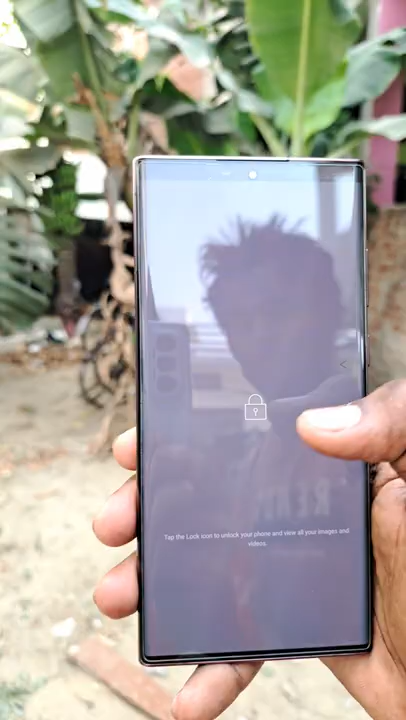 Tap the Lock icon to unlock your phone and view all your images and
videos.